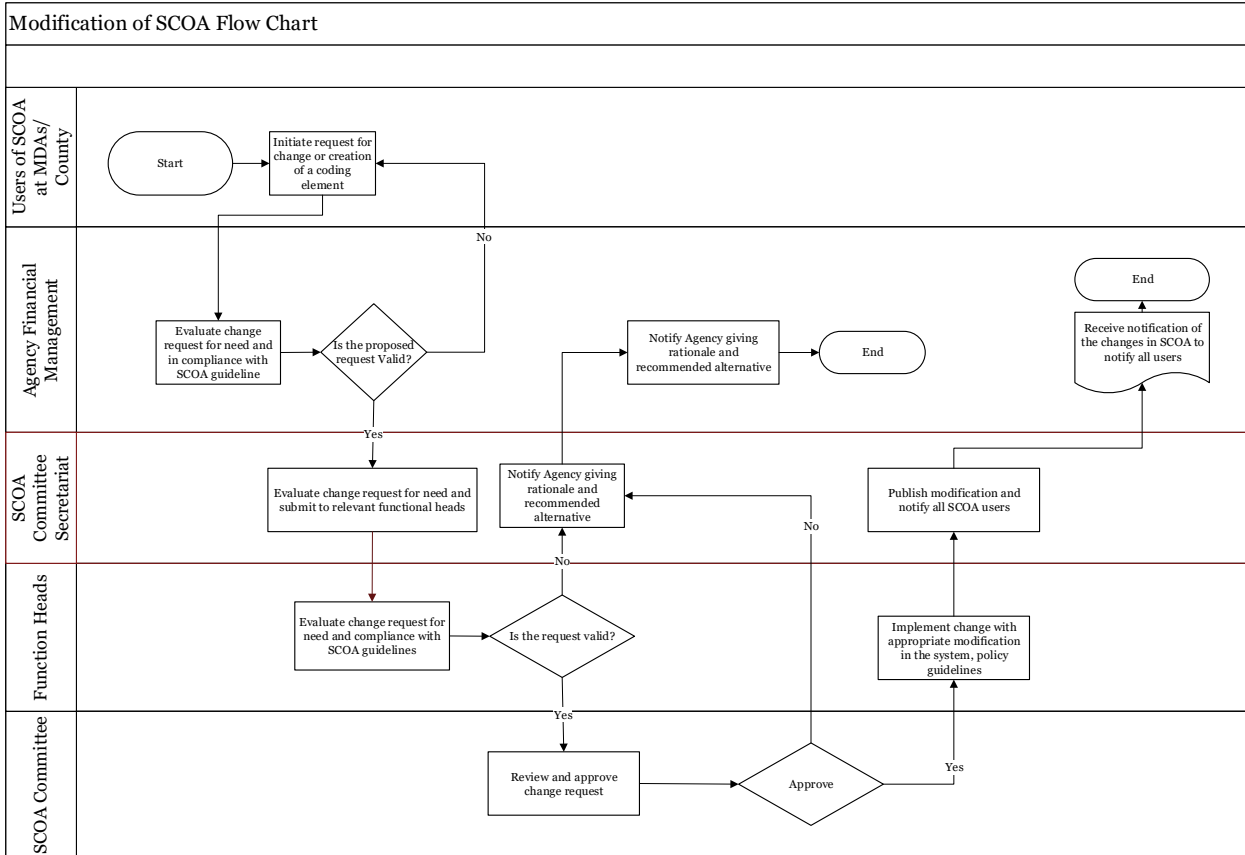 Modification of SCOA Flow Chart
Users of SCOA
at MDAs/
County
Start
Initiate request for
change or creation
of a coding
element
No
Agency Financial
Management
Evaluate change
request for need and
in compliance with
SCOA guideline
Is the proposed
request Valid?
Notify Agency giving
rationale and
recommended alternative
End
End
Receive notification of
the changes in SCOA to
notify all users
Yes
SCOA
Committee
Secretariat
Evaluate change request for need and
submit to relevant functional heads
Notify Agency giving
rationale and
recommended
alternative
No
Publish modification and
notify all SCOA users
No
Function Heads
Evaluate change request for
need and compliance with
SCOA guidelines
Is the request valid?
Implement change with
appropriate modification
in the system, policy
guidelines
Yes
SCOA Committee
Review and approve
change request
Approve
Yes